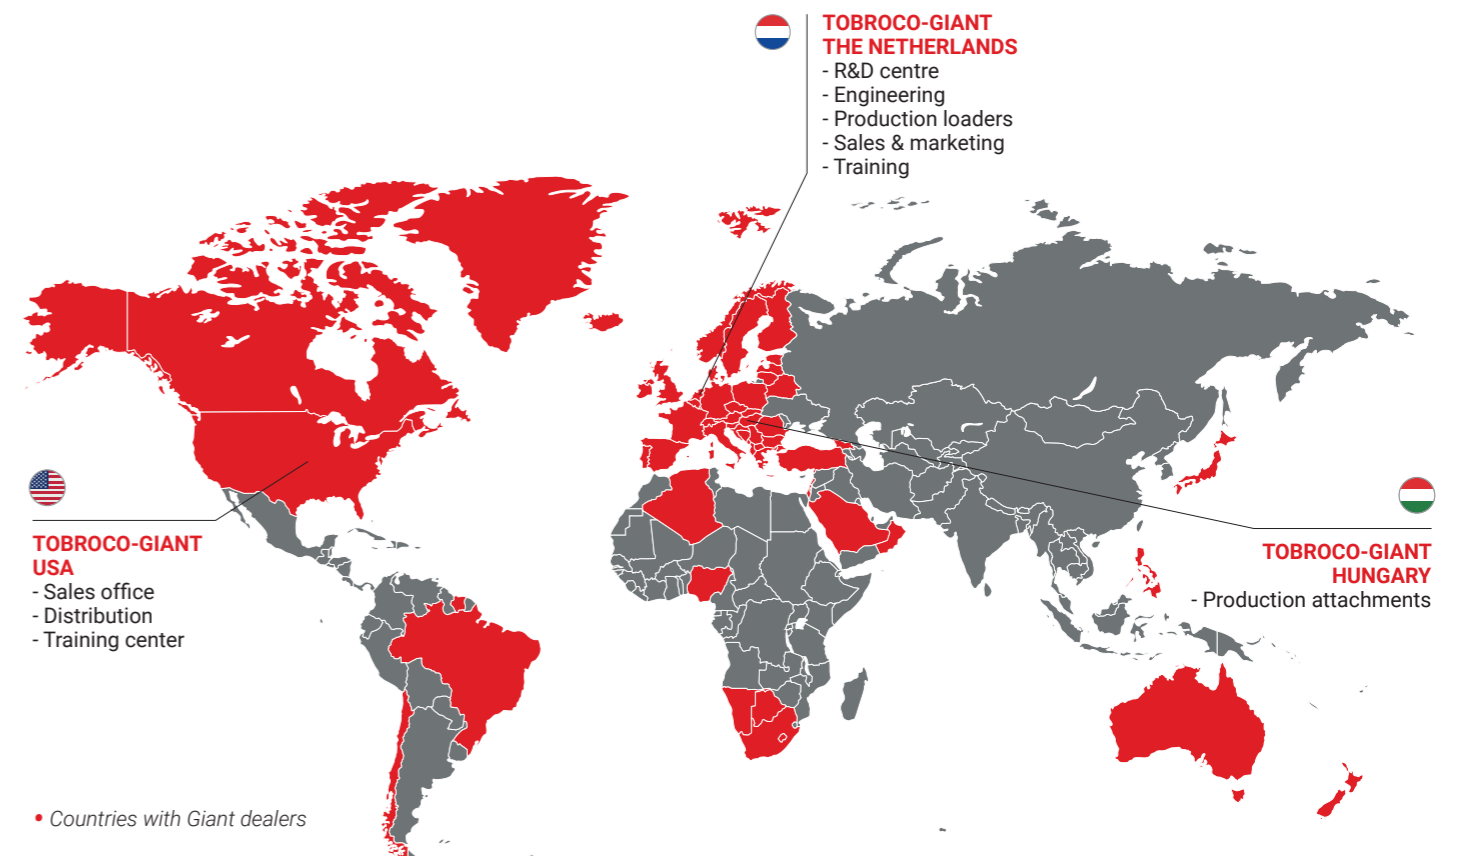 TOBROCO-GIANT
THE NETHERLANDS
- R&D centre
- Engineering
- Production loaders
- Sales & marketing
- Training
TOBROCO-GIANT
USA
- Sales office
- Distribution
- Training center
TOBROCO-GIANT
HUNGARY
- Production attachments
• Countries with Giant dealers